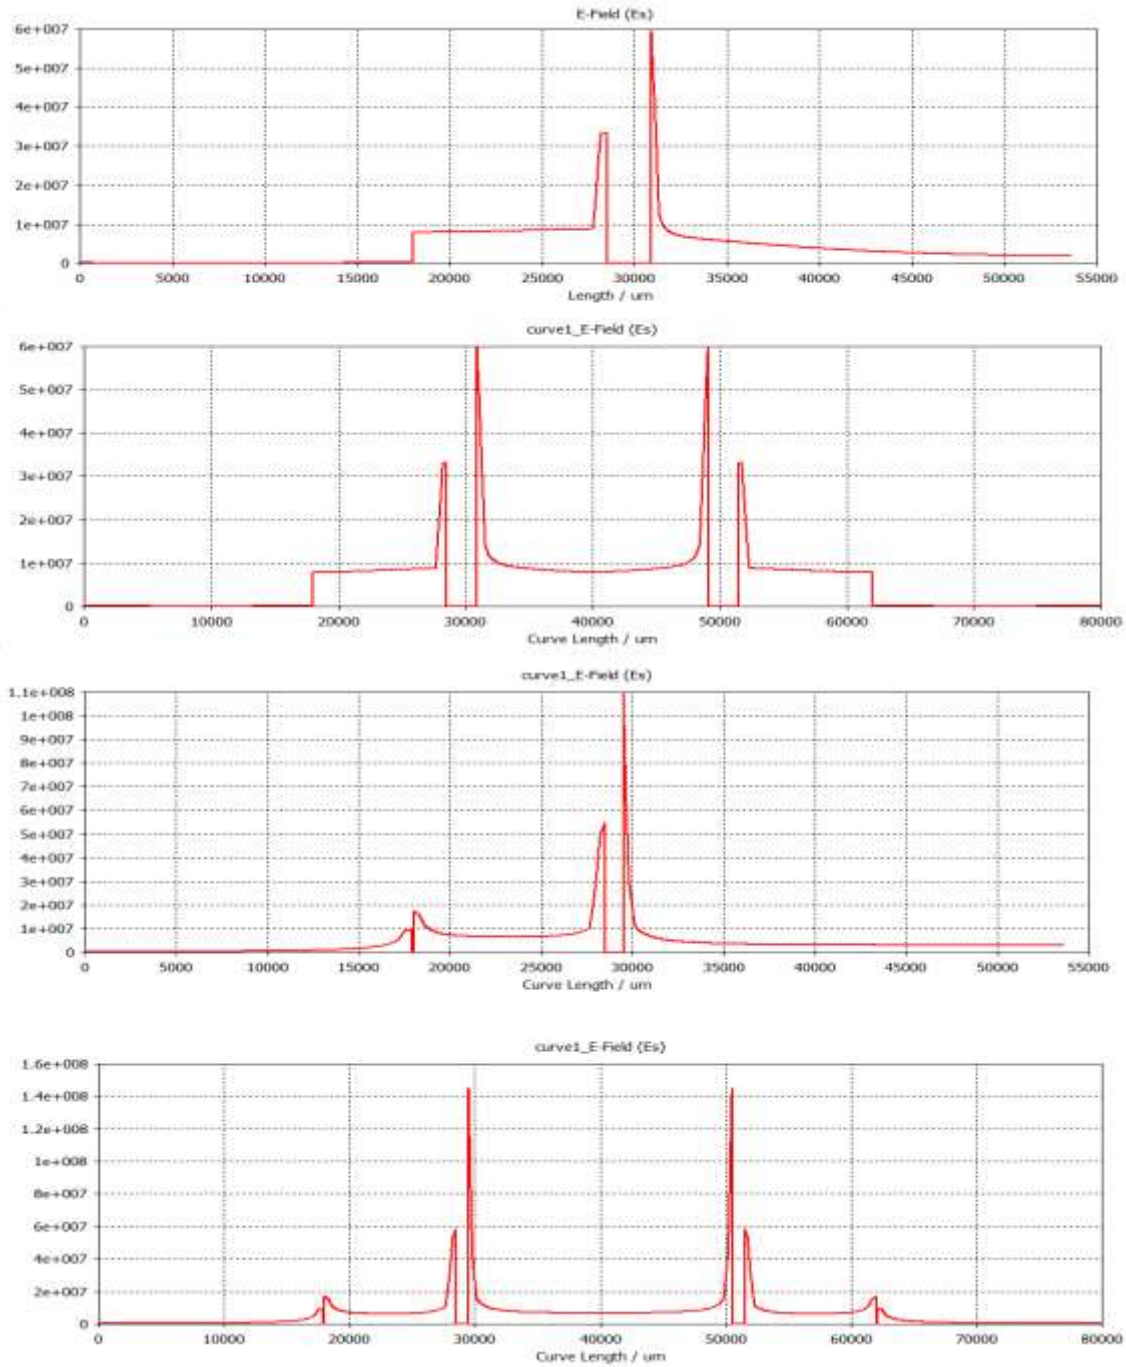 E-Field (Es)
6e+007
5e+007
4e+007
3e+007
2e+007
1e+007
0
0 5000 10000 15000 20000 25000 30000 35000 40000 45000 50000 55000
Length / um
curve1_E-Field (Es)
6e+007
5e+007
4e+007
3e+007
2e+007
1e+007
0
0 10000 20000 30000 40000 50000 60000 70000 80000
Curve Length / um
curve1_E-Field (Es)
1.1e+008
1e+008
9e+007
8e+007
7e+007
6e+007
5e+007
4e+007
3e+007
2e+007
1e+007
0
0 5000 10000 15000 20000 25000 30000 35000 40000 45000 50000 55000
Curve Length / um
curve1_E-Field (Es)
1.6e+008
1.4e+008
1.2e+008
1e+008
8e+007
6e+007
4e+007
2e+007
0
0 10000 20000 30000 40000 50000 60000 70000 80000
Curve Length / um